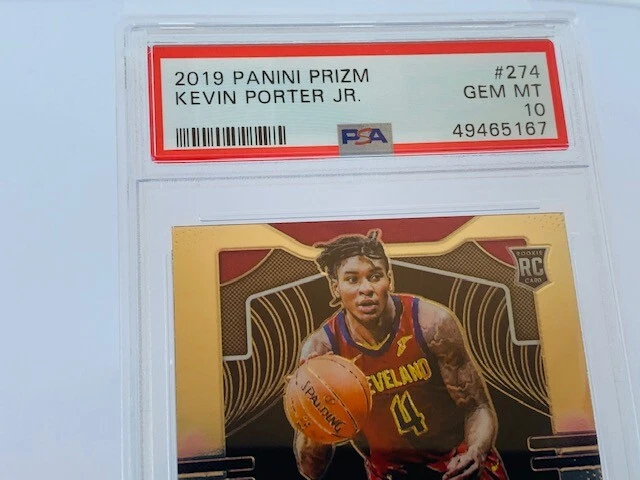 2019 PANINI PRIZM #274
KEVIN PORTER JR. GEM MT
10
PSA 49465167
ROOKIE
RC
CARD
SPALDING
EVELAND
4